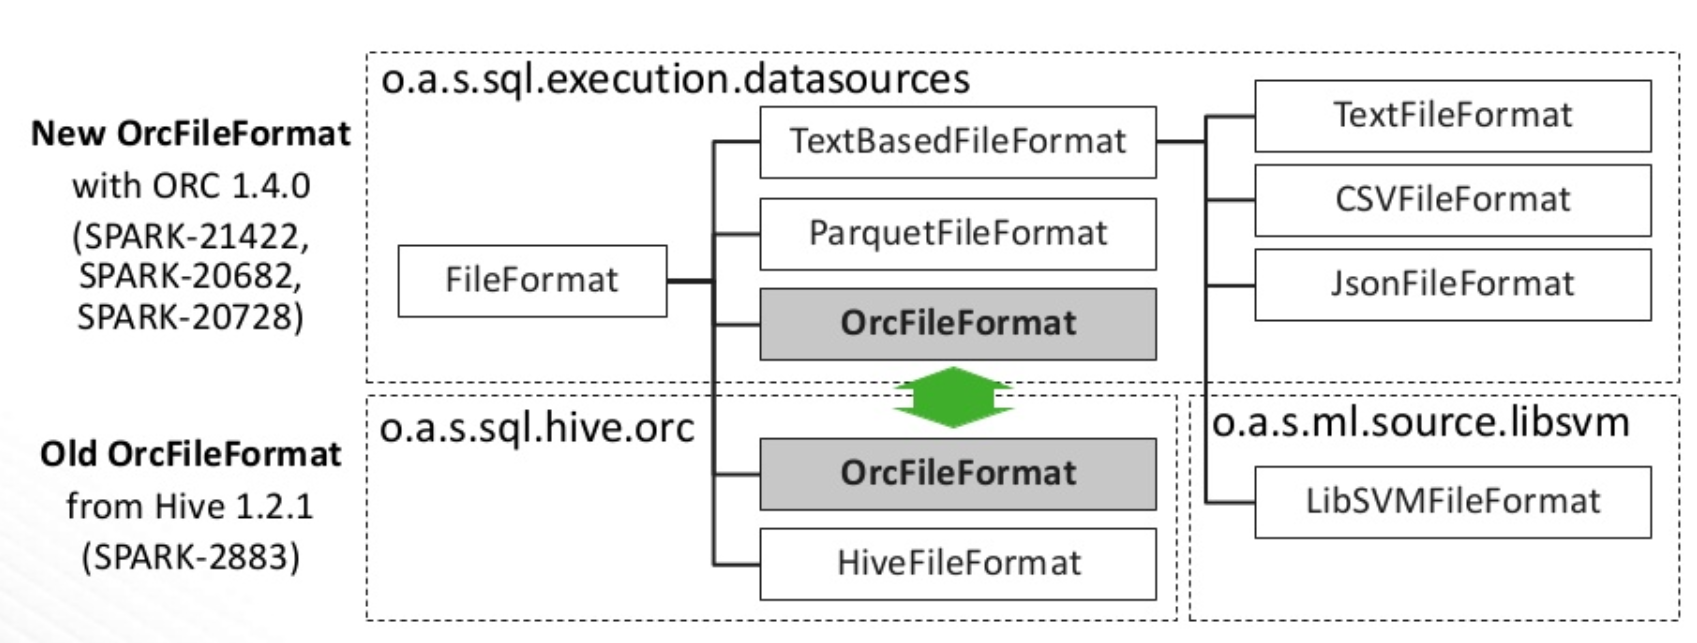 New OrcFileFormat
with ORC 1.4.0
(SPARK-21422,
SPARK-20682,
SPARK-20728)
o.a.s.sql.execution.datasources
FileFormat
TextBasedFileFormat
ParquetFileFormat
OrcFileFormat
TextFileFormat
CSVFileFormat
JsonFileFormat
Old OrcFileFormat
from Hive 1.2.1
(SPARK-2883)
o.a.s.sql.hive.orc
OrcFileFormat
HiveFileFormat
o.a.s.ml.source.libsvm
LibSVMFileFormat